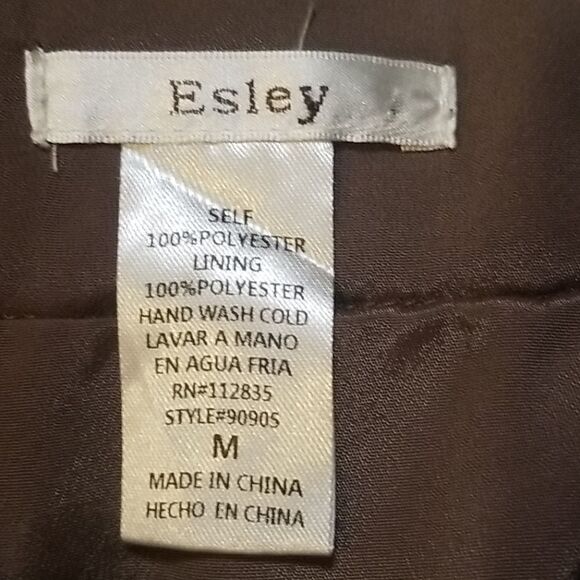 Esley
SELF
100%POLYESTER
LINING
100%POLYESTER
HAND WASH COLD
LAVAR A MANO
EN AGUA FRIA
RN#112835
STYLE#90905
M
MADE IN CHINA
HECHO EN CHINA